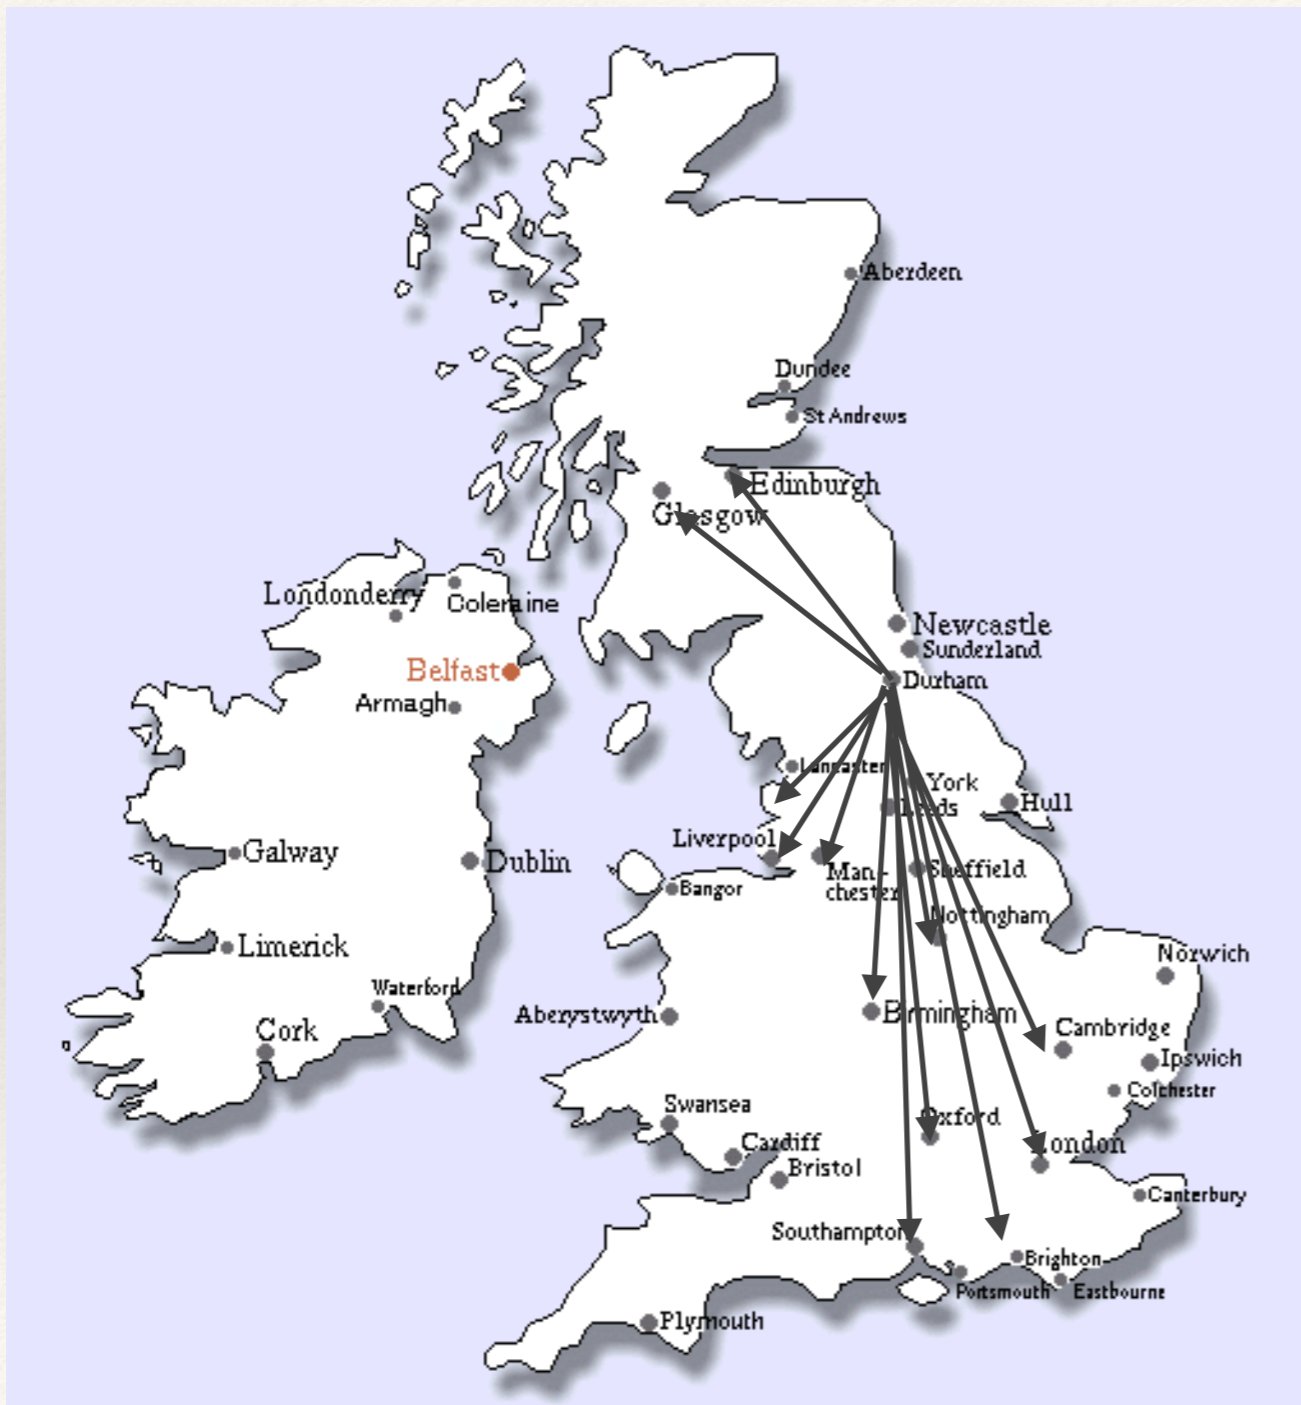 Aberdeen
Dundee
St Andrews
Edinburgh
Glasgow
Londonderry
Coleraine
Newcastle
Sunderland
Belfast
Durham
Armagh
Lancaster
York
Hull
Leeds
Liverpool
Galway
Dublin
Man-
chester
Sheffield
Bangor
Nottingham
Limerick
Norwich
Waterford
Aberystwyth
Birmingham
Cork
Cambridge
Ipswich
Colchester
Swansea
Oxford
Cardiff
London
Bristol
Canterbury
Southampton
Brighton
Portsmouth
Eastbourne
Plymouth